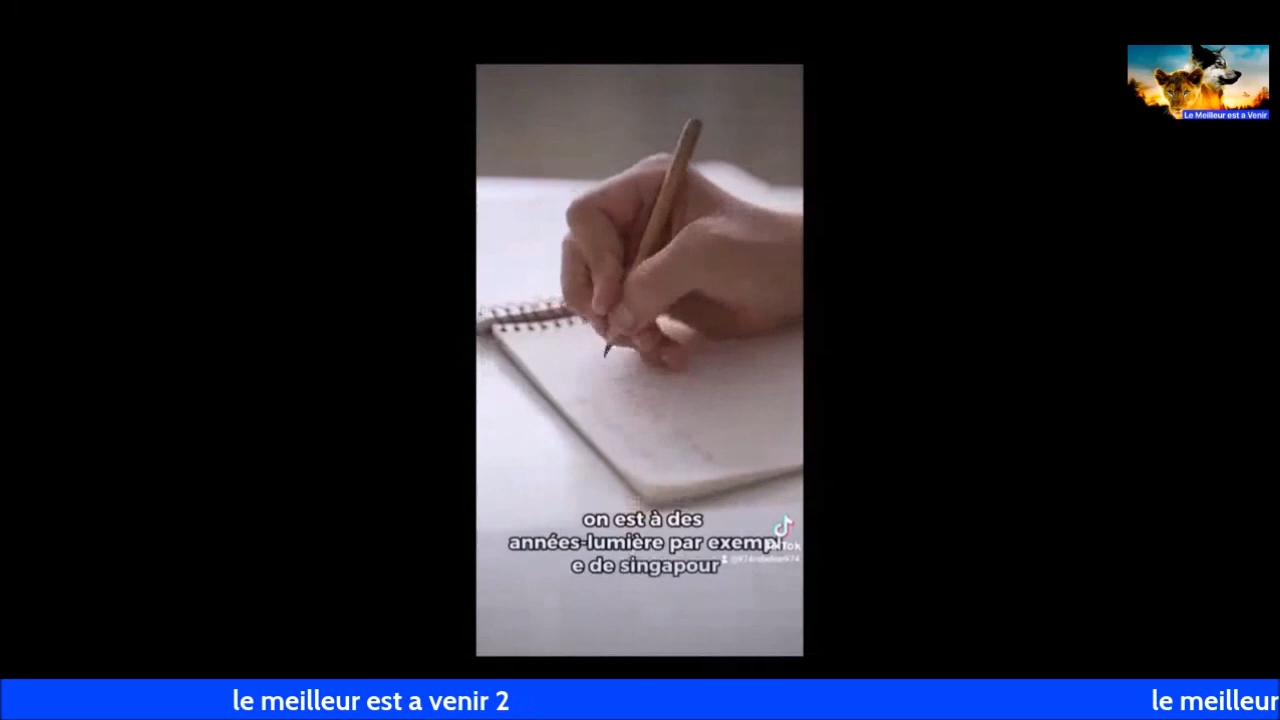 Le Meilleur est a Venir
on est à des
années-lumière par exempl
e de singapour
TikTok
le meilleur est a venir 2
le meilleur